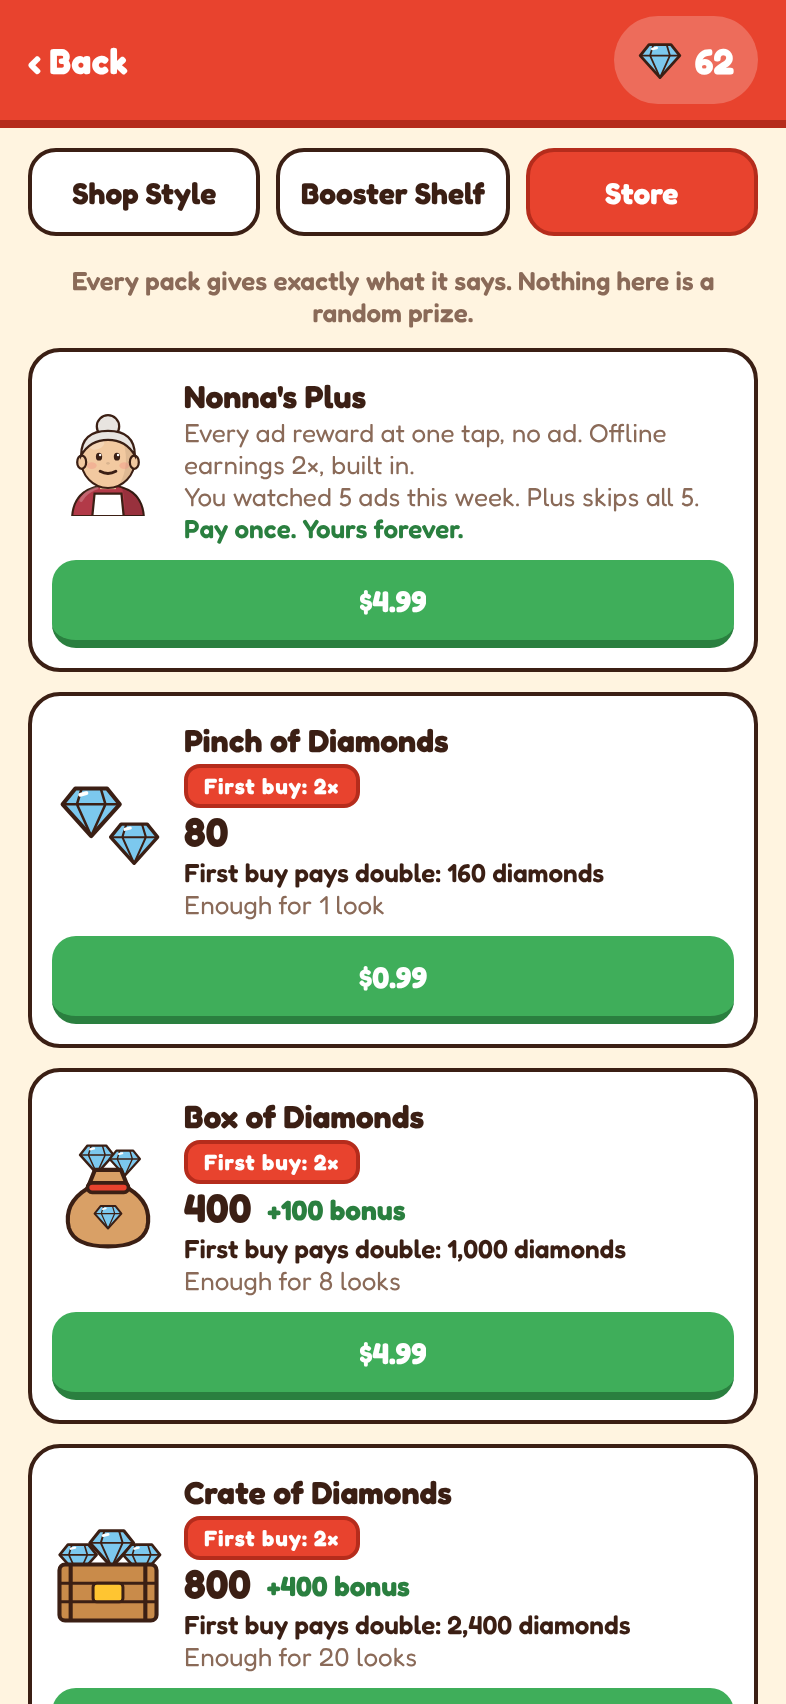 ‹ Back
62
Shop Style
Booster Shelf
Store
Every pack gives exactly what it says. Nothing here is a
random prize.
Nonna's Plus
Every ad reward at one tap, no ad. Offline
earnings 2×, built in.
You watched 5 ads this week. Plus skips all 5.
Pay once. Yours forever.
$4.99
Pinch of Diamonds
First buy: 2×
80
First buy pays double: 160 diamonds
Enough for 1 look
$0.99
Box of Diamonds
First buy: 2×
400 +100 bonus
First buy pays double: 1,000 diamonds
Enough for 8 looks
$4.99
Crate of Diamonds
First buy: 2×
800 +400 bonus
First buy pays double: 2,400 diamonds
Enough for 20 looks